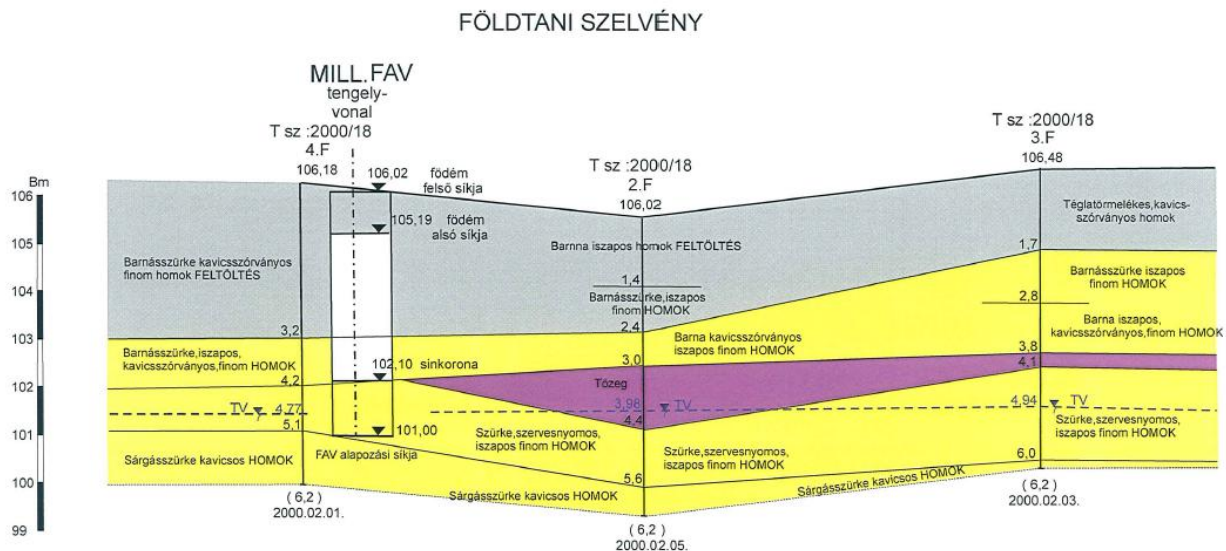 FÖLDTANI SZELVÉNY
MILL. FAV
tengely-
vonal
T sz :2000/18
4.F
106,18
106,02
födém
felső síkja
105,19
födém
alsó síkja
T sz :2000/18
2.F
106,02
T sz :2000/18
3.F
106,48
Bm
106
105
104
103
102
101
100
99
Barnásszürke kavicsszórványos
finom homok FELTÖLTÉS
3,2
Barnásszürke,iszapos,
kavicsszórványos,finom HOMOK
4,2
TV
4,77
5,1
Sárgásszürke kavicsos HOMOK
( 6,2 )
2000.02.01.
102,10 sinkorona
101,00
FAV alapozási síkja
Barnna iszapos homok FELTÖLTÉS
1,4
Barnásszürke,iszapos
finom HOMOK
2,4
Barna kavicsszórványos
iszapos finom HOMOK
3,0
Tőzeg
3,98
TV
4,4
Szürke,szervesnyomos,
iszapos finom HOMOK
Szürke,szervesnyomos,
iszapos finom HOMOK
5,6
Sárgásszürke kavicsos HOMOK
Sárgásszürke kavicsos HOMOK
( 6,2 )
2000.02.05.
Téglatörmelékes,kavics-
szórványos homok
1,7
Barnásszürke iszapos
finom HOMOK
2,8
Barna iszapos,
kavicsszórványos,finom HOMOK
3,8
4,1
4,94
TV
Szürke,szervesnyomos,
iszapos finom HOMOK
6,0
( 6,2 )
2000.02.03.